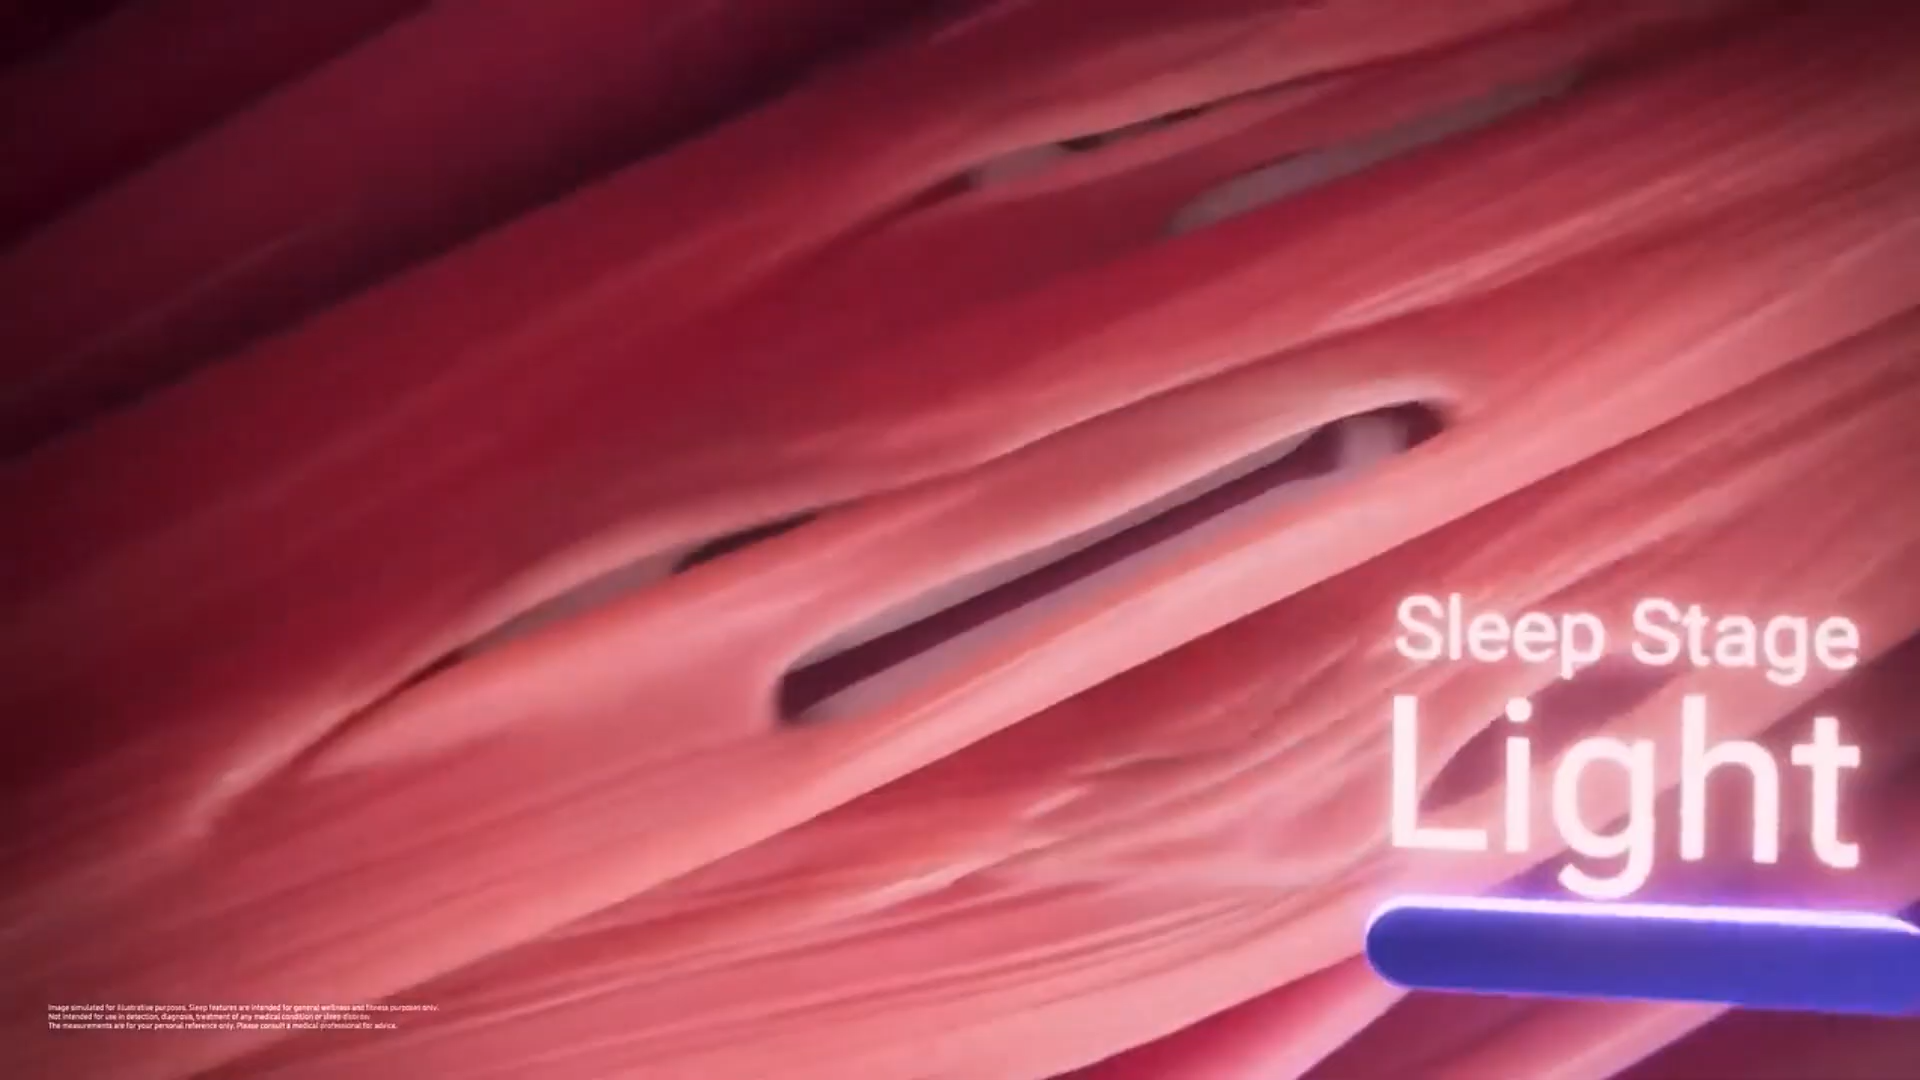 Sleep Stage
Light
Image simulated for illustrative purposes. Sleep features are intended for general wellness and fitness purposes only.
Not intended for use in detection, diagnosis, treatment of any medical condition or sleep disorder.
The measurements are for your personal reference only. Please consult a medical professional for advice.